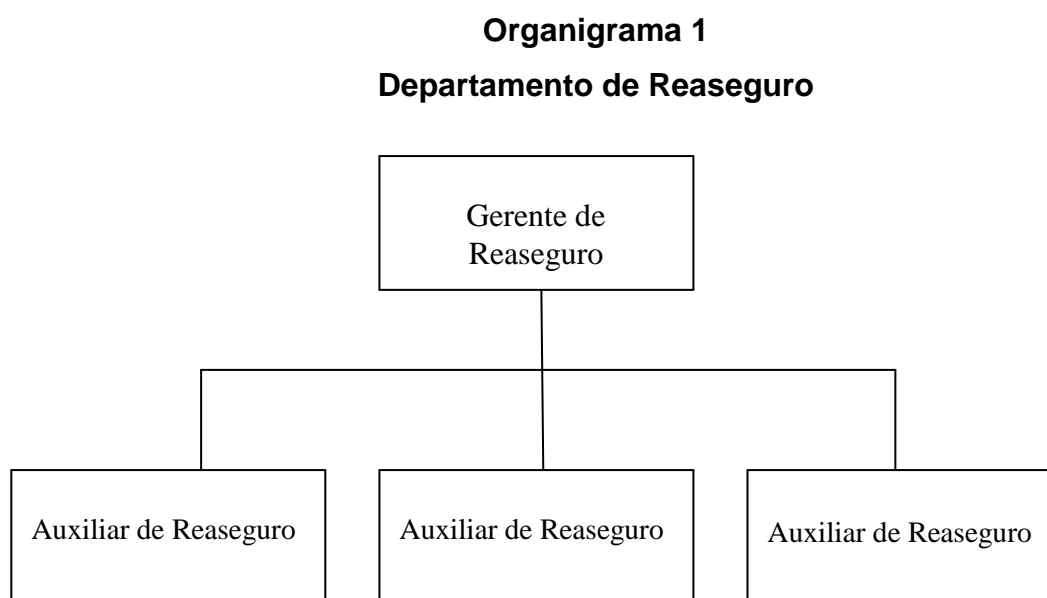 Organigrama 1
Departamento de Reaseguro
Gerente de
Reaseguro
Auxiliar de Reaseguro
Auxiliar de Reaseguro
Auxiliar de Reaseguro